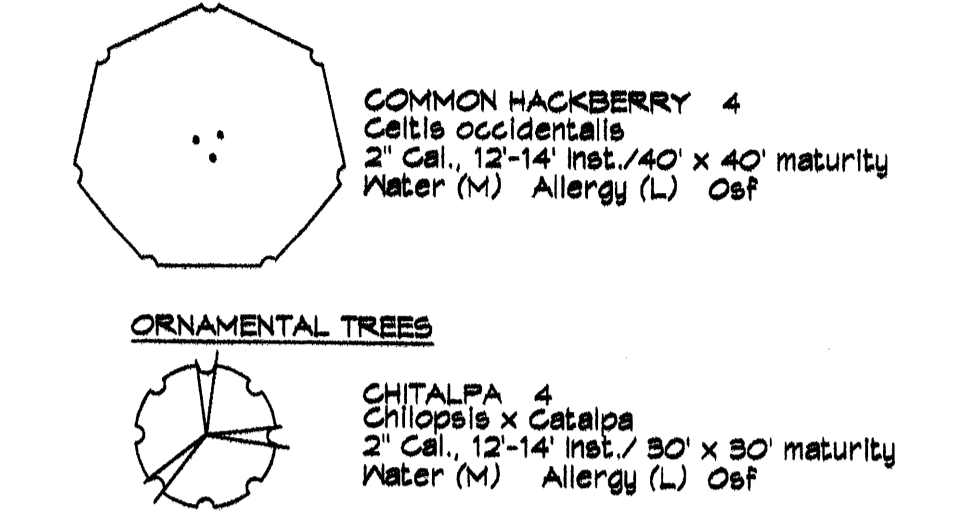 COMMON HACKBERRY 4
Celtis occidentalis
2" Cal., 12'-14' Inst./40' x 40' maturity
Water (M) Allergy (L) Osf
ORNAMENTAL TREES
CHITALPA 4
Chilopsis x Catalpa
2" Cal., 12'-14' Inst./ 30' x 30' maturity
Water (M) Allergy (L) Osf